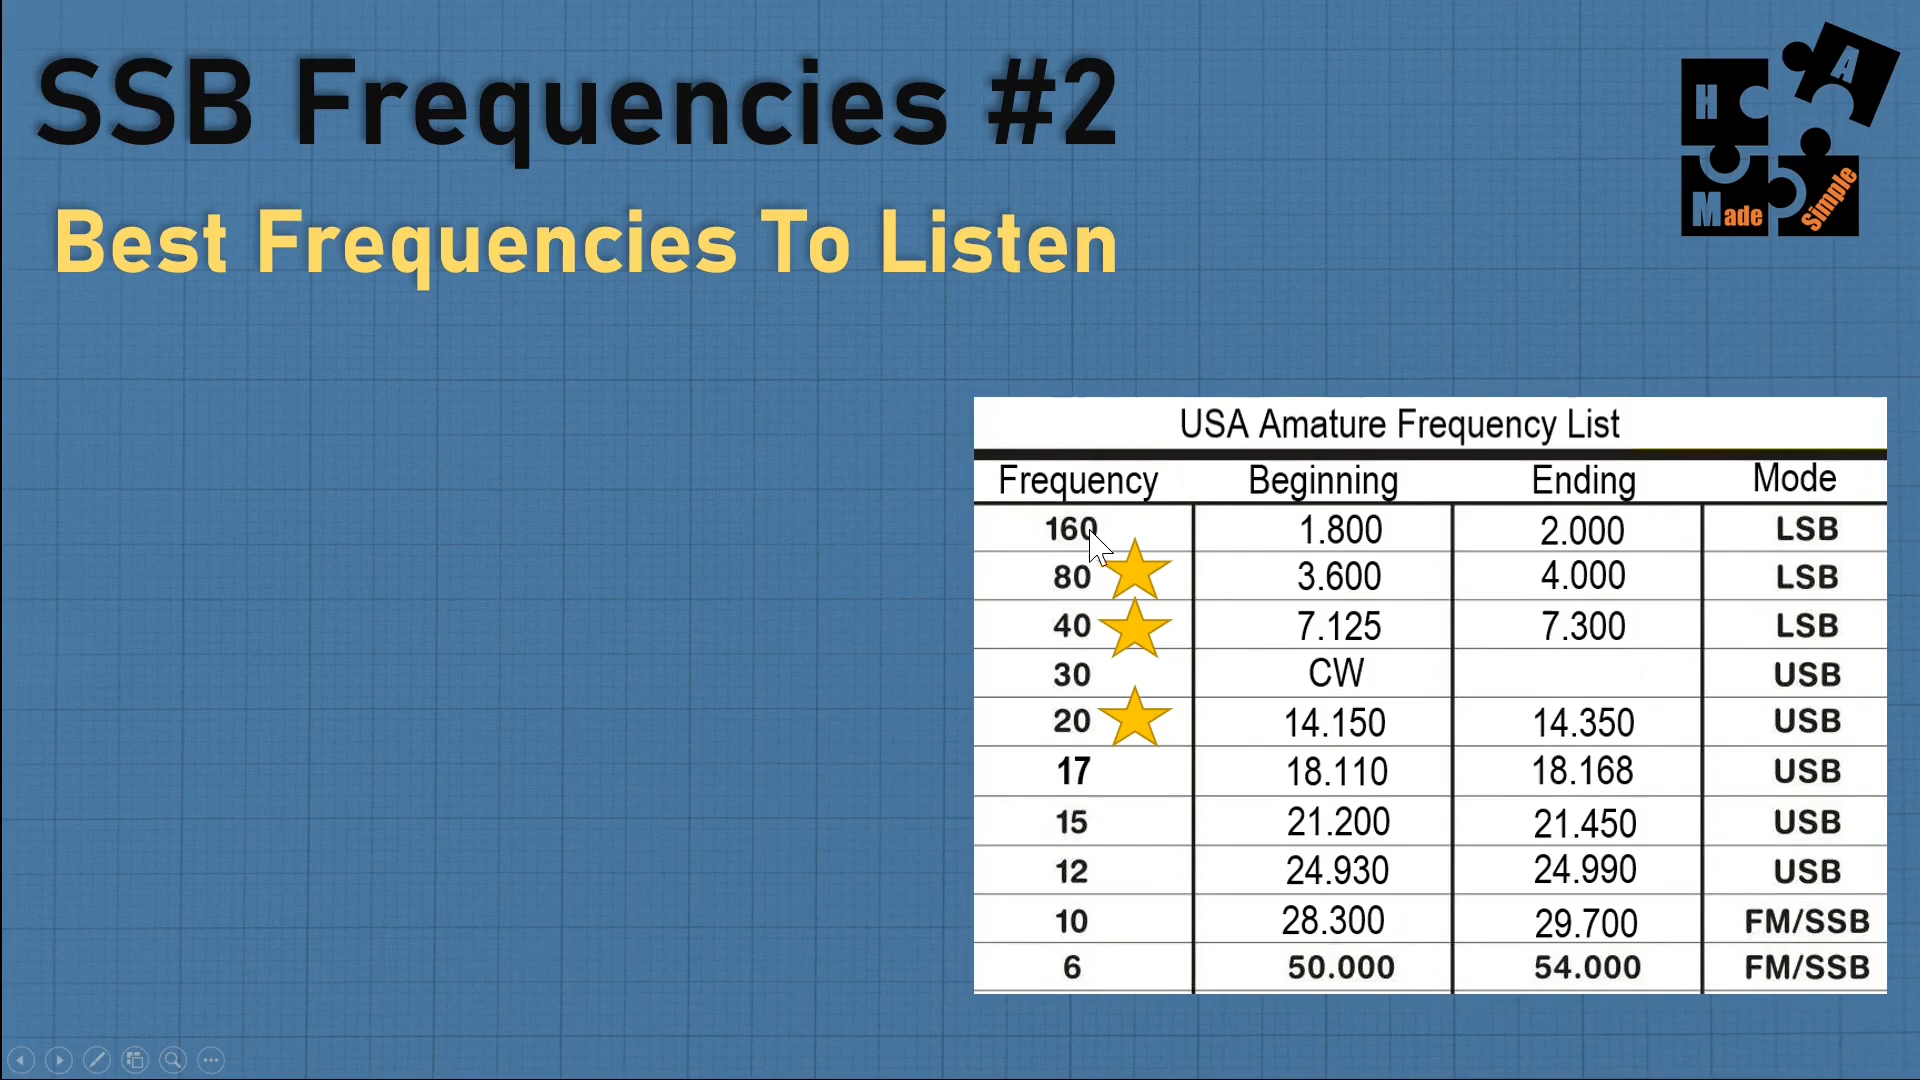 SSB Frequencies #2
Best Frequencies To Listen
H A
Made Simple
USA Amature Frequency List
Frequency Beginning Ending Mode
160 1.800 2.000 LSB
80 3.600 4.000 LSB
40 7.125 7.300 LSB
30 CW USB
20 14.150 14.350 USB
17 18.110 18.168 USB
15 21.200 21.450 USB
12 24.930 24.990 USB
10 28.300 29.700 FM/SSB
6 50.000 54.000 FM/SSB